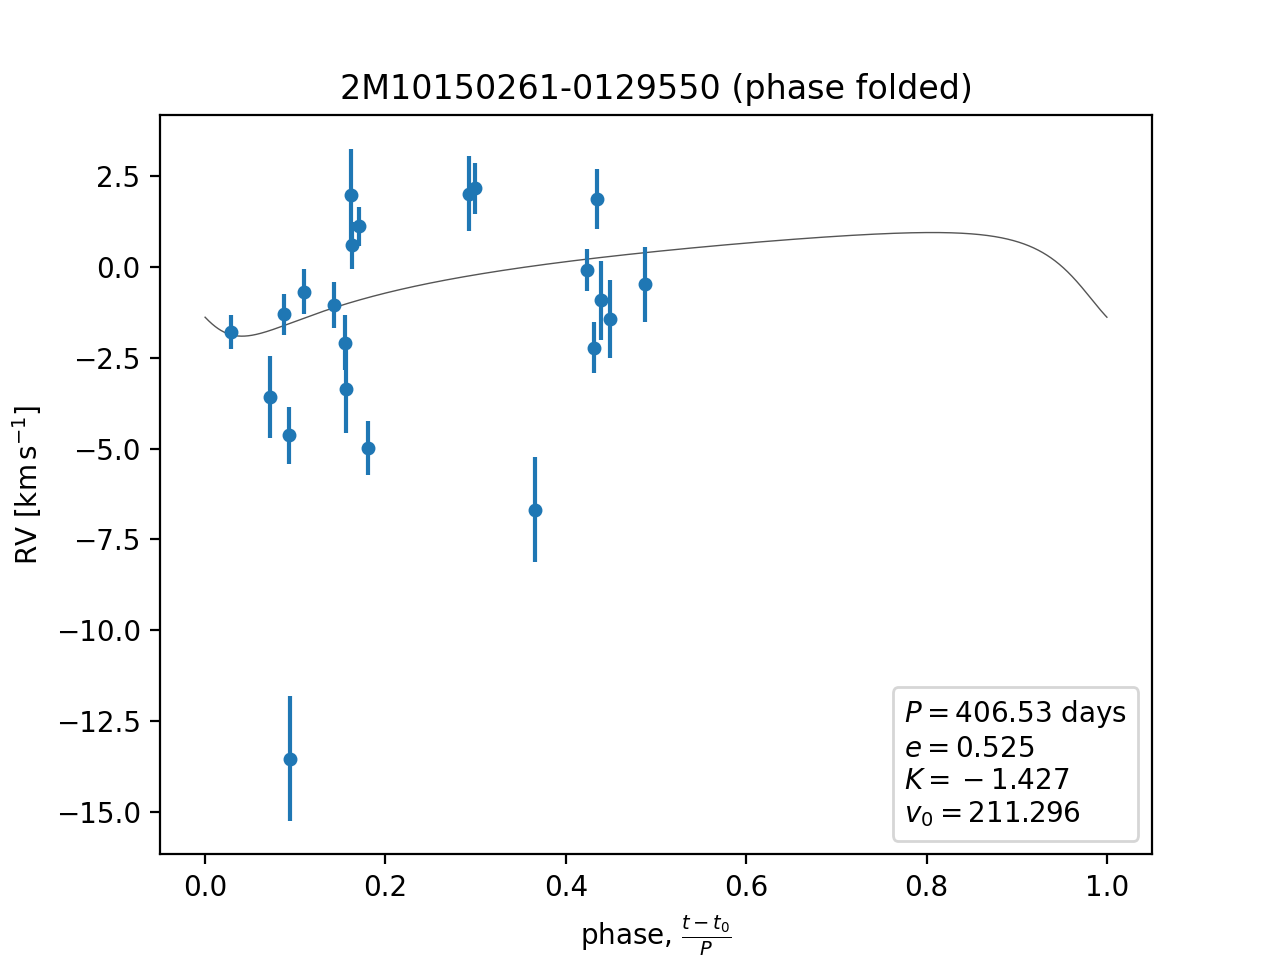 2M10150261-0129550 (phase folded)
RV [km s⁻¹]
2.5
0.0
−2.5
−5.0
−7.5
−10.0
−12.5
−15.0
P = 406.53 days
e = 0.525
K = −1.427
v₀ = 211.296
0.0 0.2 0.4 0.6 0.8 1.0
phase, (t − t₀)/P